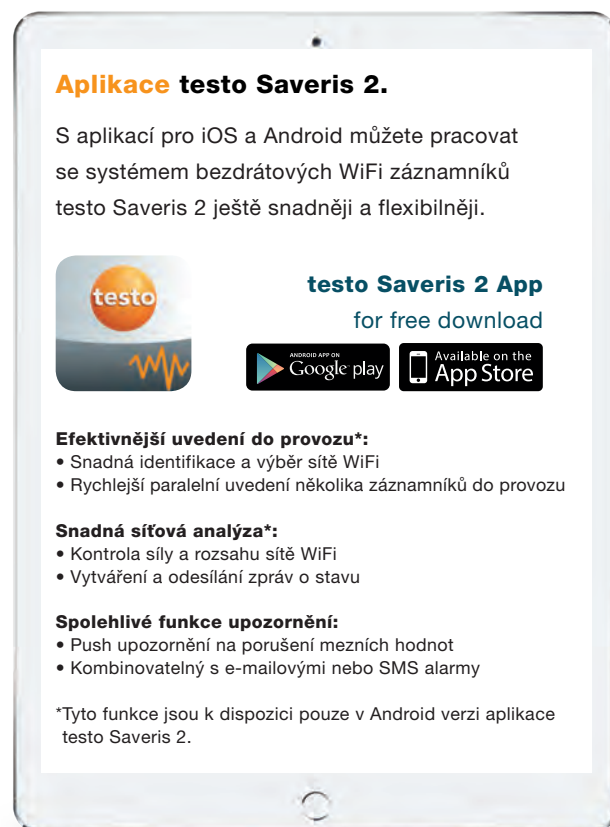 Aplikace testo Saveris 2.
S aplikací pro iOS a Android můžete pracovat
se systémem bezdrátových WiFi záznamníků
testo Saveris 2 ještě snadněji a flexibilněji.
testo
testo Saveris 2 App
for free download
ANDROID APP ON
Google play
Available on the
App Store
Efektivnější uvedení do provozu*:
• Snadná identifikace a výběr sítě WiFi
• Rychlejší paralelní uvedení několika záznamníků do provozu
Snadná síťová analýza*:
• Kontrola síly a rozsahu sítě WiFi
• Vytváření a odesílání zpráv o stavu
Spolehlivé funkce upozornění:
• Push upozornění na porušení mezních hodnot
• Kombinovatelný s e-mailovými nebo SMS alarmy
*Tyto funkce jsou k dispozici pouze v Android verzi aplikace
testo Saveris 2.